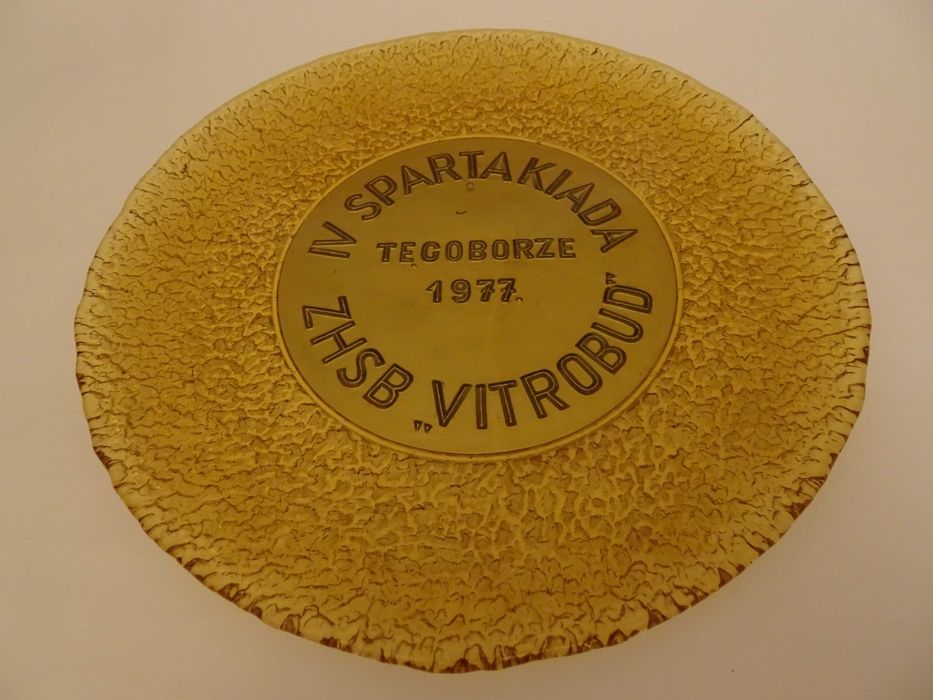 IV SPARTAKIADA
TĘGOBORZE
1977.
ZHSB „VITROBUD”